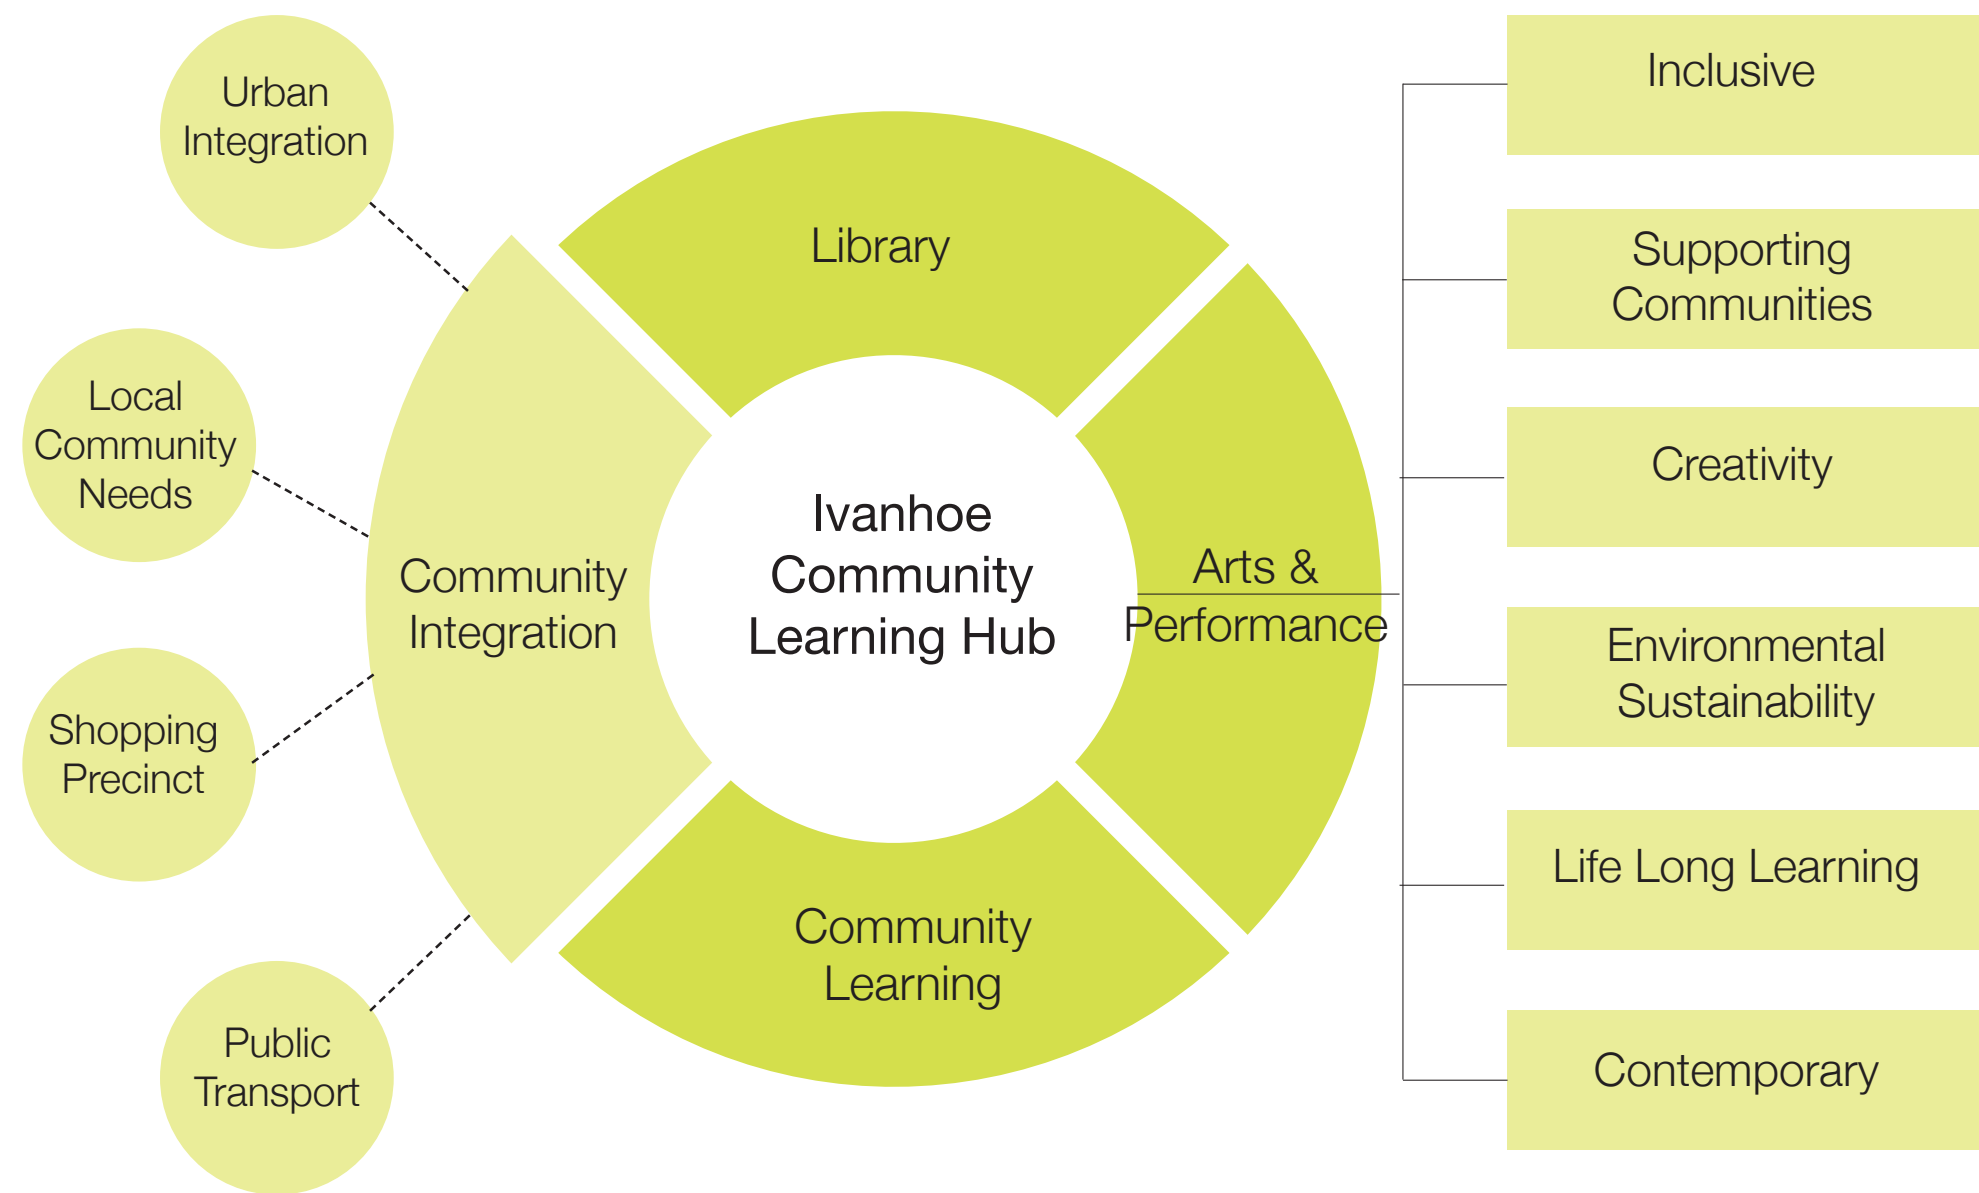 Urban
Integration
Local
Community
Needs
Shopping
Precinct
Public
Transport
Community
Integration
Library
Ivanhoe
Community
Learning Hub
Arts &
Performance
Community
Learning
Inclusive
Supporting
Communities
Creativity
Environmental
Sustainability
Life Long Learning
Contemporary